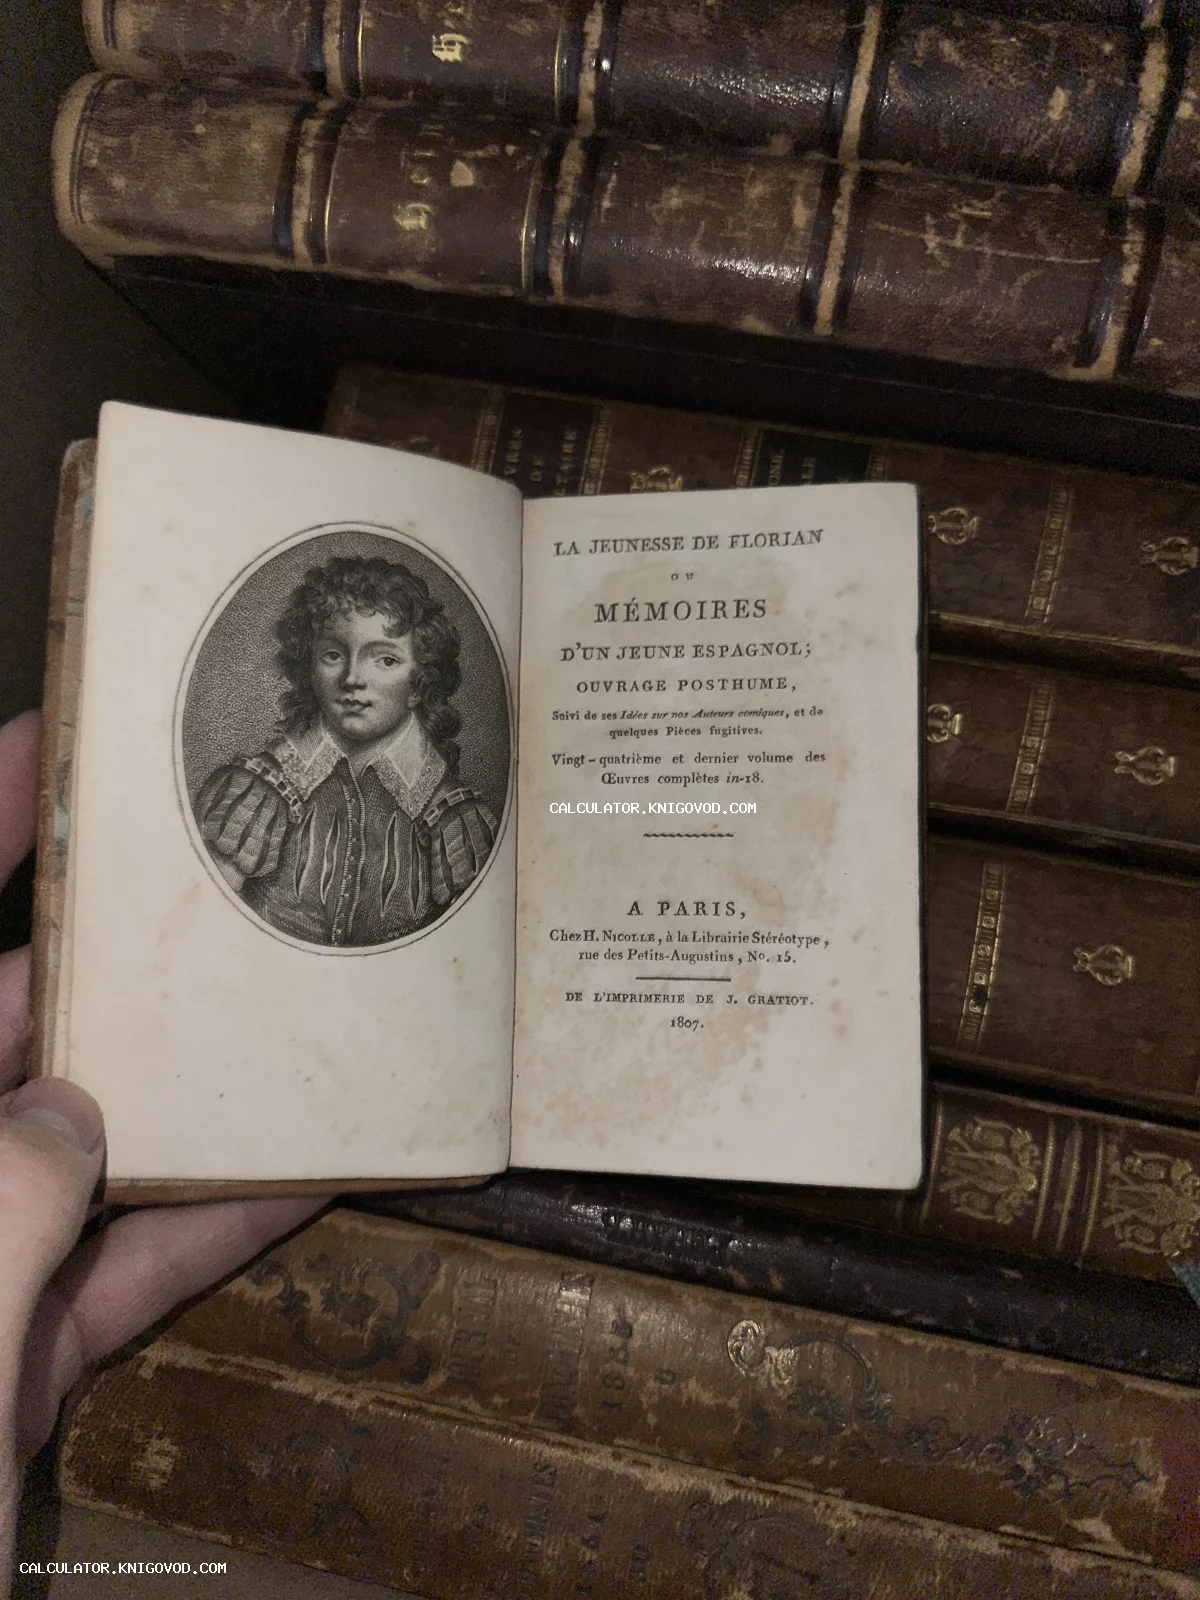 LA JEUNESSE DE FLORIAN
OU
MÉMOIRES
D'UN JEUNE ESPAGNOL;
OUVRAGE POSTHUME,
Suivi de ses Idées sur nos Auteurs comiques, et de
quelques Pièces fugitives.
Vingt-quatrième et dernier volume des
Œuvres complètes in-18.
CALCULATOR.KNIGOVOD.COM
A PARIS,
Chez H. NICOLLE, à la Librairie Stéréotype,
rue des Petits-Augustins, No. 15.
DE L'IMPRIMERIE DE J. GRATIOT.
1807.
CALCULATOR.KNIGOVOD.COM